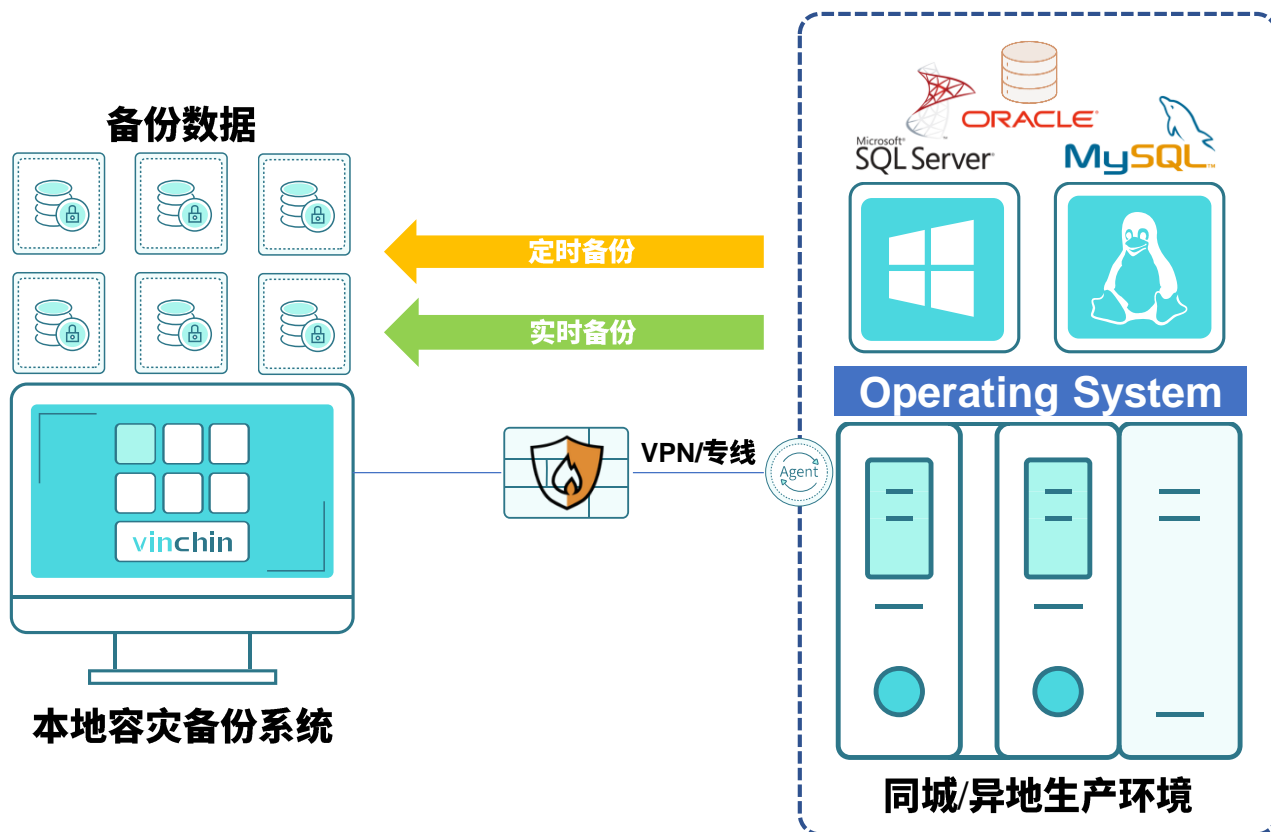 备份数据
ORACLE®
Microsoft®
SQL Server®
MySQL™
定时备份
实时备份
Operating System
VPN/专线
Agent
vinchin
本地容灾备份系统
同城/异地生产环境